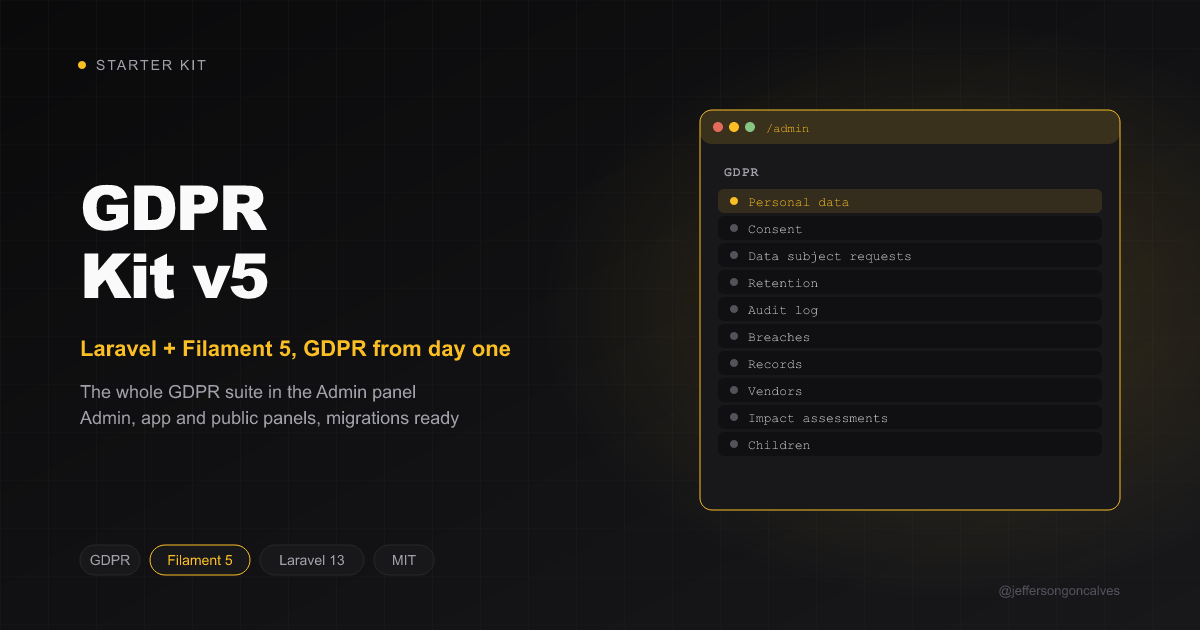 STARTER KIT
GDPR
Kit v5
Laravel + Filament 5, GDPR from day one
The whole GDPR suite in the Admin panel
Admin, app and public panels, migrations ready
GDPR
Filament 5
Laravel 13
MIT
/admin
GDPR
Personal data
Consent
Data subject requests
Retention
Audit log
Breaches
Records
Vendors
Impact assessments
Children
@jeffersongoncalves